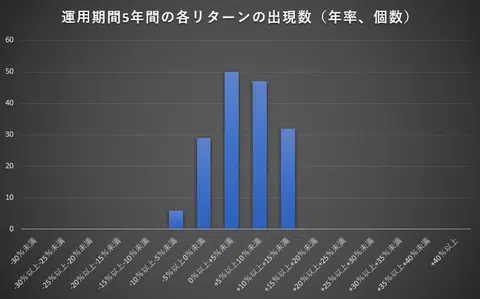 運用期間5年間の各リターンの出現数（年率、個数）
60
50
40
30
20
10
0
-30%未満
-30%以上-25%未満
-25%以上-20%未満
-20%以上-15%未満
-15%以上-10%未満
-10%以上-5%未満
-5%以上0%未満
0%以上+5%未満
+5%以上+10%未満
+10%以上+15%未満
+15%以上+20%未満
+20%以上+25%未満
+25%以上+30%未満
+30%以上+35%未満
+35%以上+40%未満
+40%以上